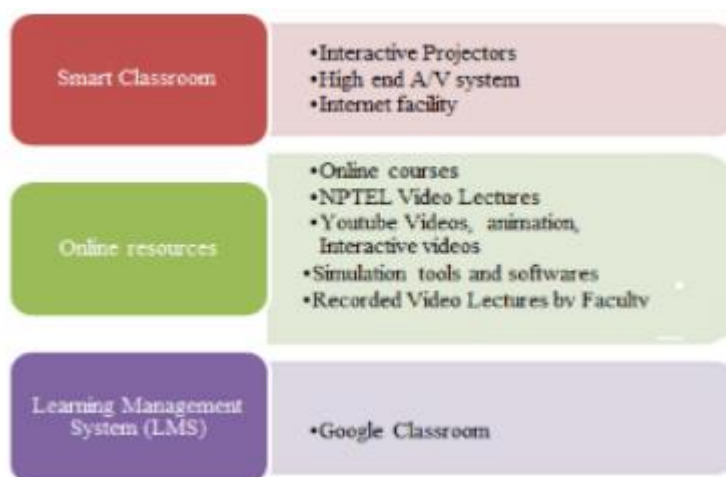 Smart Classroom
•Interactive Projectors
•High end A/V system
•Internet facility
Online resources
•Online courses
•NPTEL Video Lectures
•Youtube Videos, animation,
Interactive videos
•Simulation tools and softwares
•Recorded Video Lectures by Faculty
Learning Management
System (LMS)
•Google Classroom